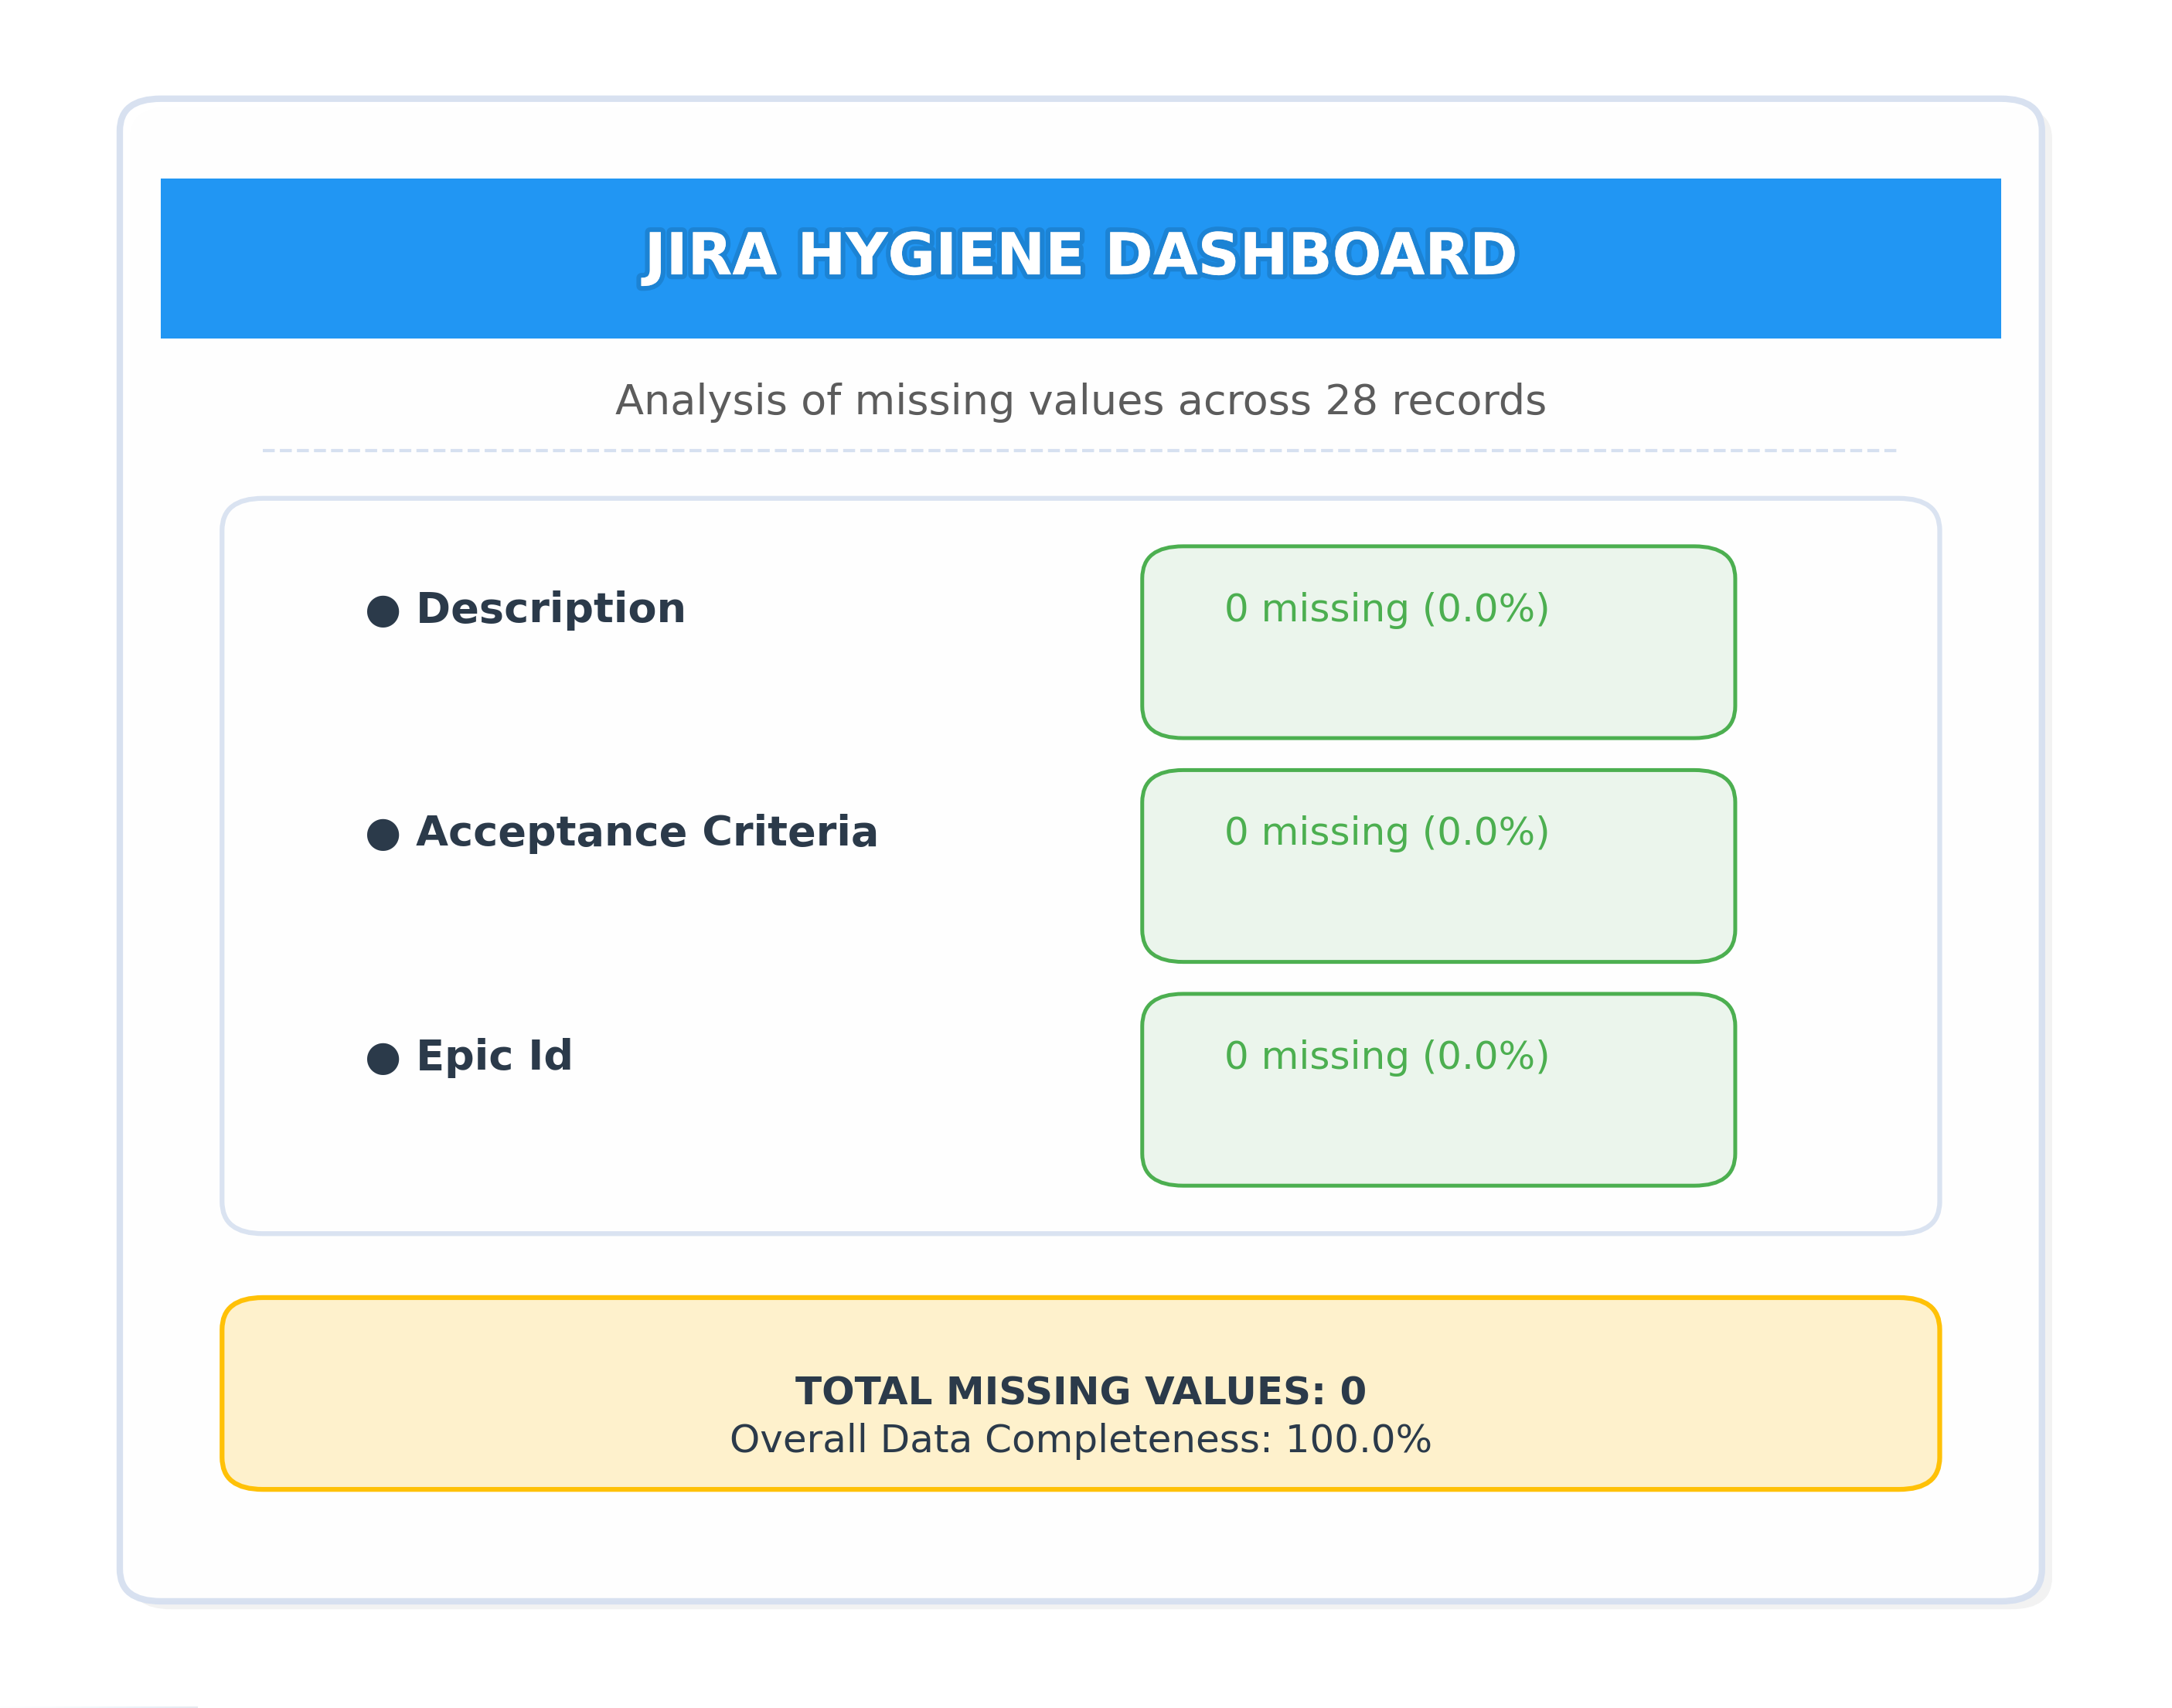 JIRA HYGIENE DASHBOARD
Analysis of missing values across 28 records
● Description 0 missing (0.0%)
● Acceptance Criteria 0 missing (0.0%)
● Epic Id 0 missing (0.0%)
TOTAL MISSING VALUES: 0
Overall Data Completeness: 100.0%